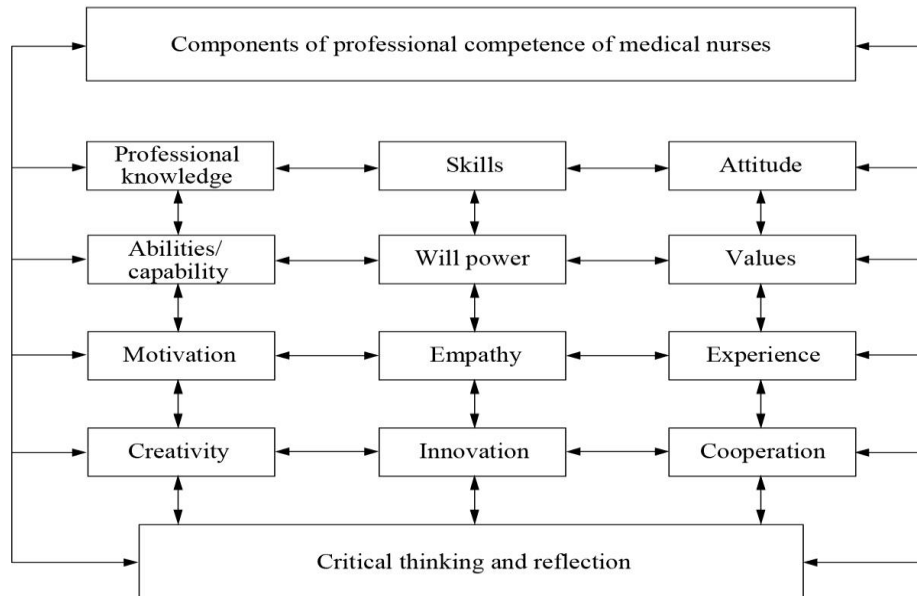 Components of professional competence of medical nurses
Professional
knowledge
Skills
Attitude
Abilities/
capability
Will power
Values
Motivation
Empathy
Experience
Creativity
Innovation
Cooperation
Critical thinking and reflection